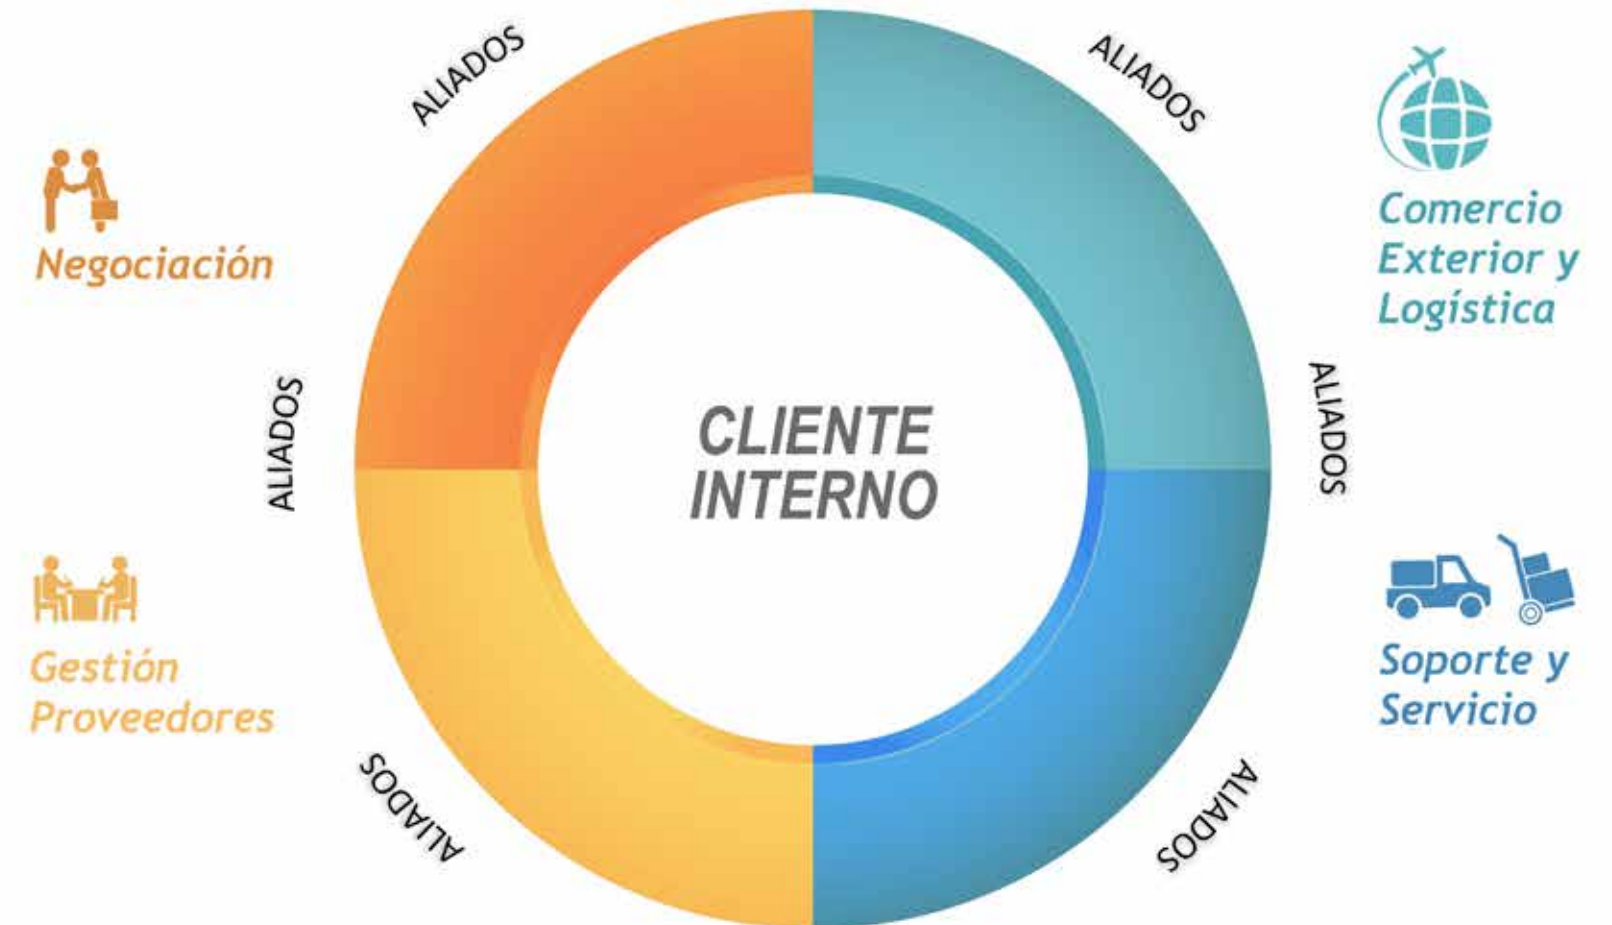 ALIADOS
ALIADOS
Negociación
Comercio
Exterior y
Logística
ALIADOS
ALIADOS
CLIENTE
INTERNO
Gestión
Proveedores
Soporte y
Servicio
ALIADOS
ALIADOS